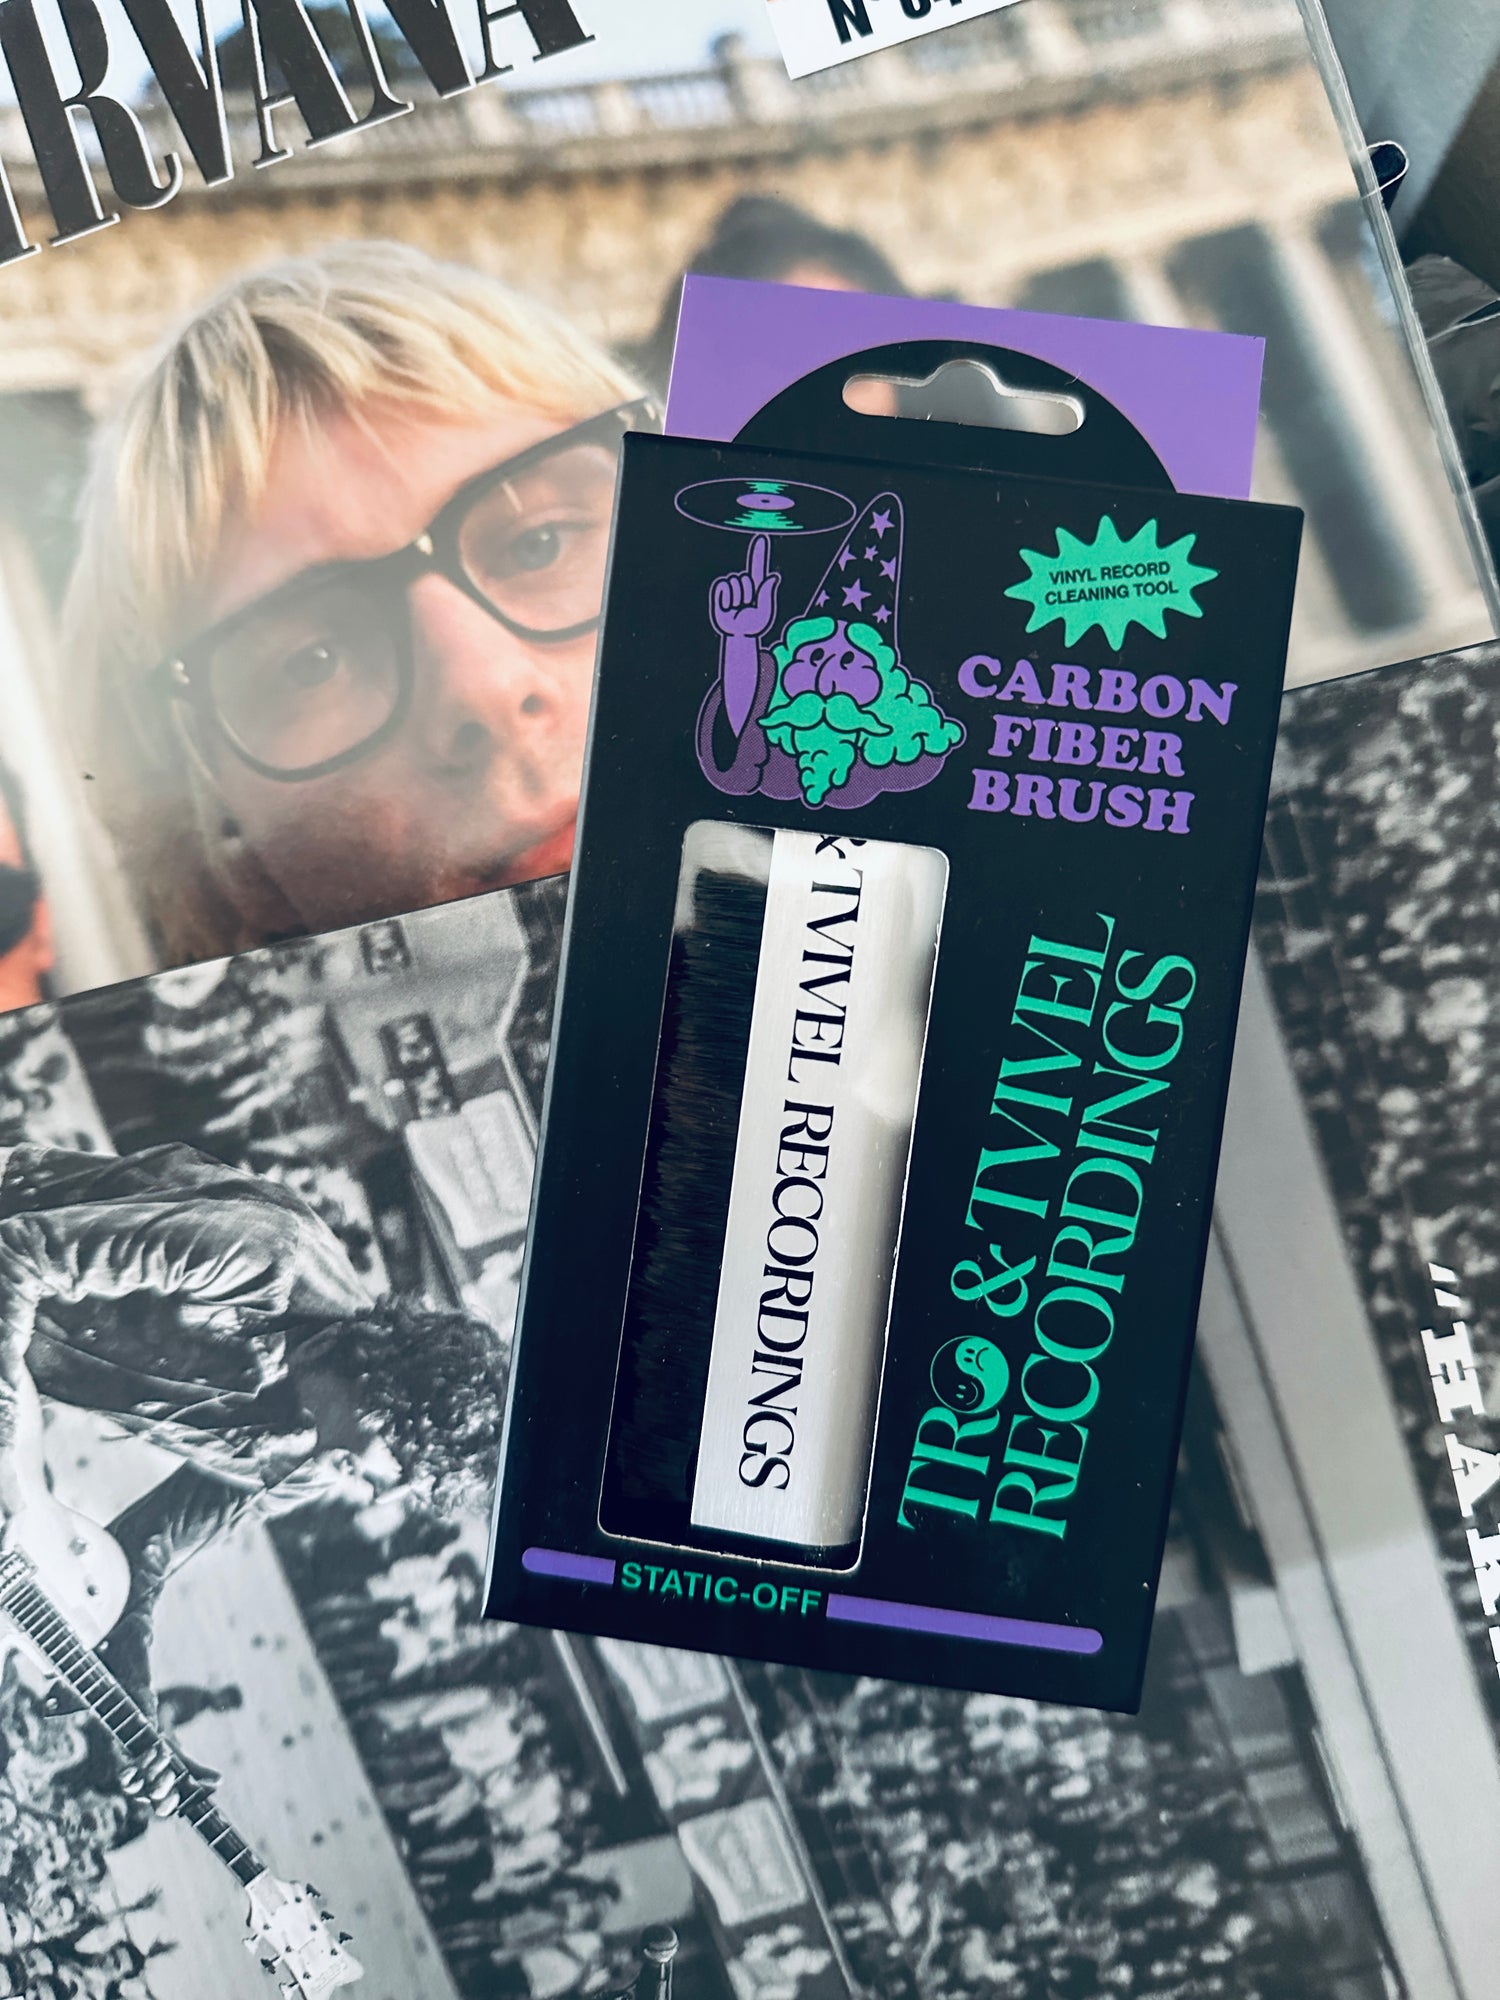 RVANA
VINYL RECORD
CLEANING TOOL
CARBON
FIBER
BRUSH
& TVIVEL RECORDINGS
TRO & TVIVEL
RECORDINGS
STATIC-OFF